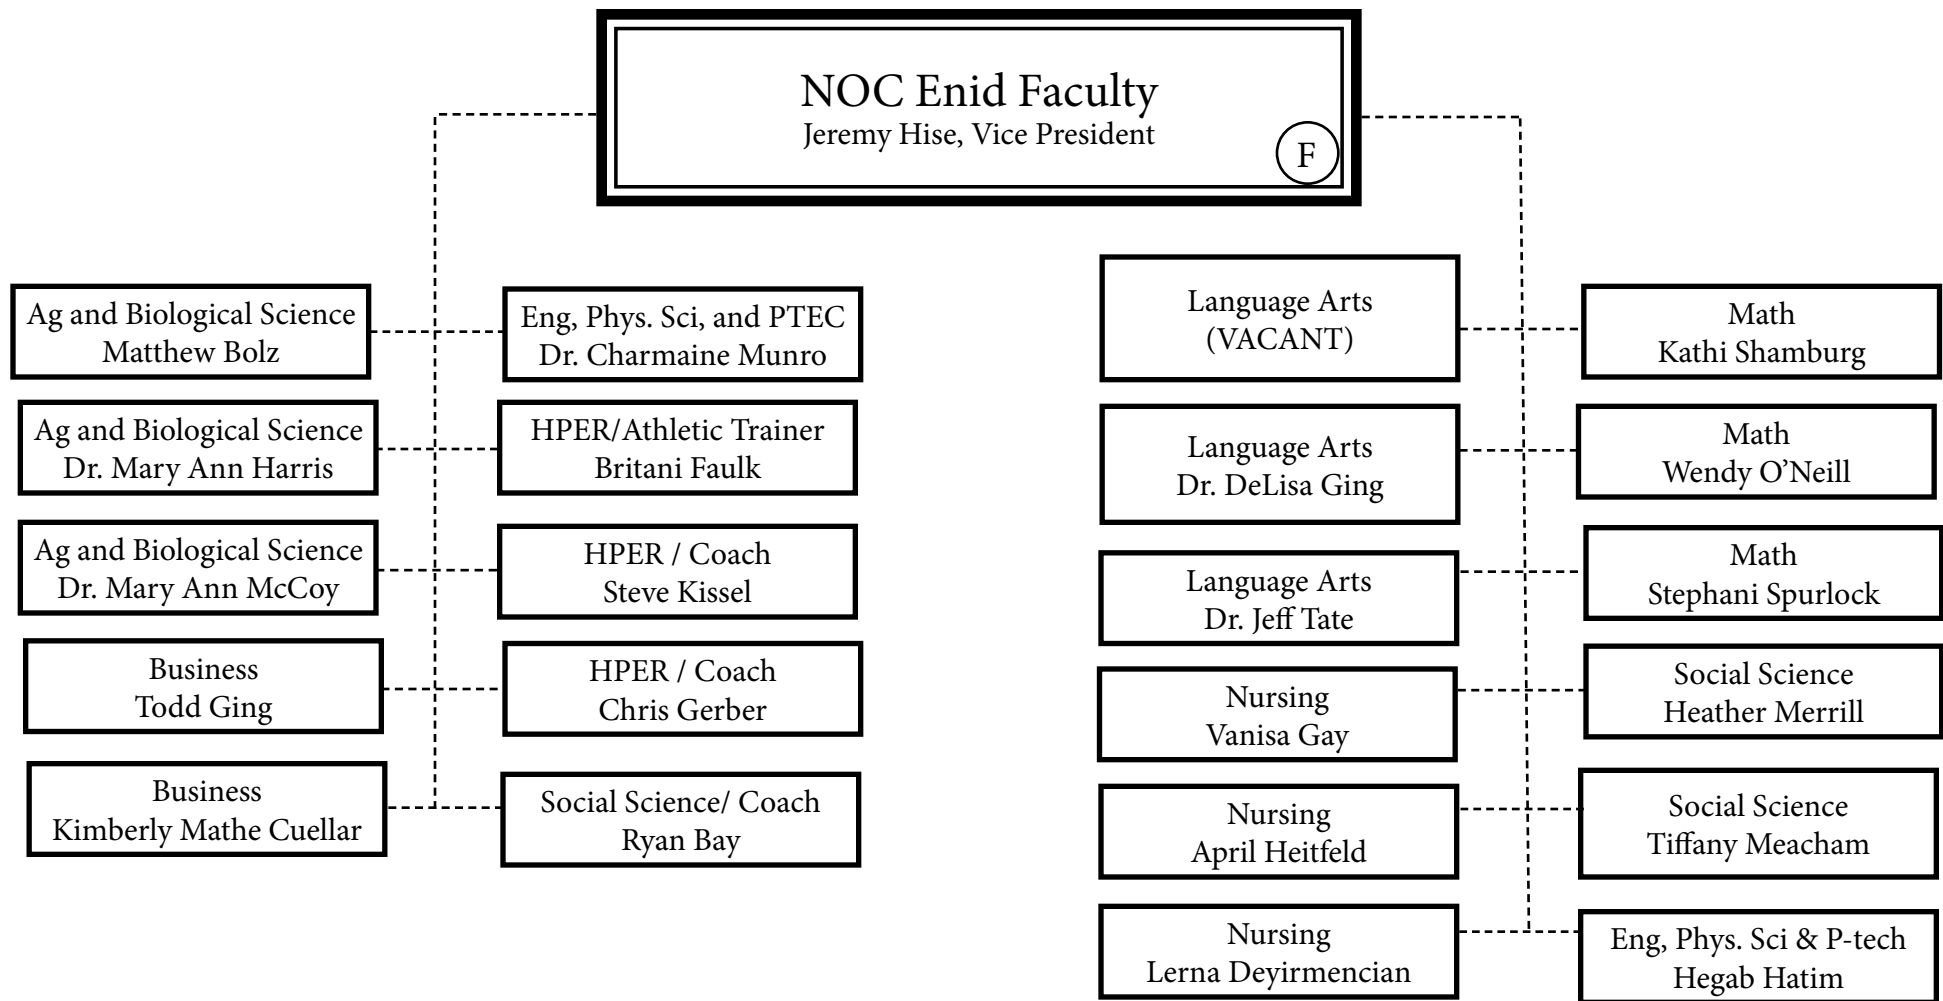 NOC Enid Faculty
Jeremy Hise, Vice President
F
Ag and Biological Science
Matthew Bolz
Eng, Phys. Sci, and PTEC
Dr. Charmaine Munro
Ag and Biological Science
Dr. Mary Ann Harris
HPER/Athletic Trainer
Britani Faulk
Ag and Biological Science
Dr. Mary Ann McCoy
HPER / Coach
Steve Kissel
Business
Todd Ging
HPER / Coach
Chris Gerber
Business
Kimberly Mathe Cuellar
Social Science/ Coach
Ryan Bay
Language Arts
(VACANT)
Math
Kathi Shamburg
Language Arts
Dr. DeLisa Ging
Math
Wendy O’Neill
Language Arts
Dr. Jeff Tate
Math
Stephani Spurlock
Nursing
Vanisa Gay
Social Science
Heather Merrill
Nursing
April Heitfeld
Social Science
Tiffany Meacham
Nursing
Lerna Deyirmencian
Eng, Phys. Sci & P-tech
Hegab Hatim